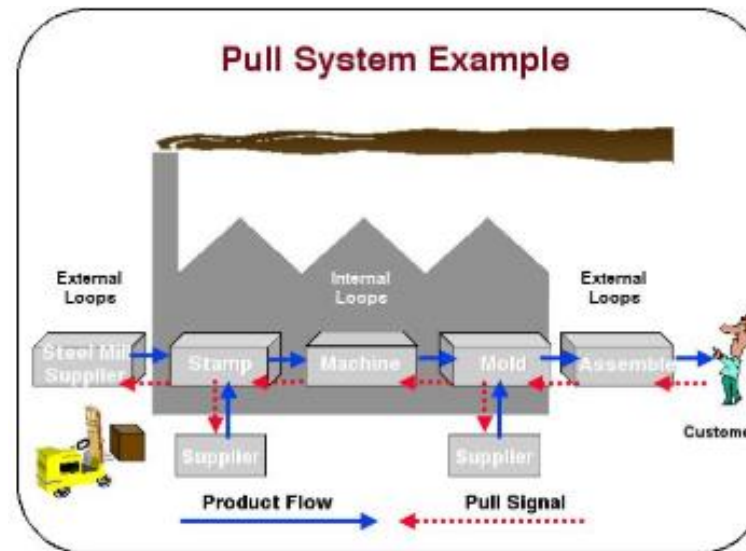 Pull System Example
External
Loops
Internal
Loops
External
Loops
Steel Mill
Supplier
Stamp
Machine
Mold
Assemble
Custome
Supplier
Supplier
Product Flow
Pull Signal